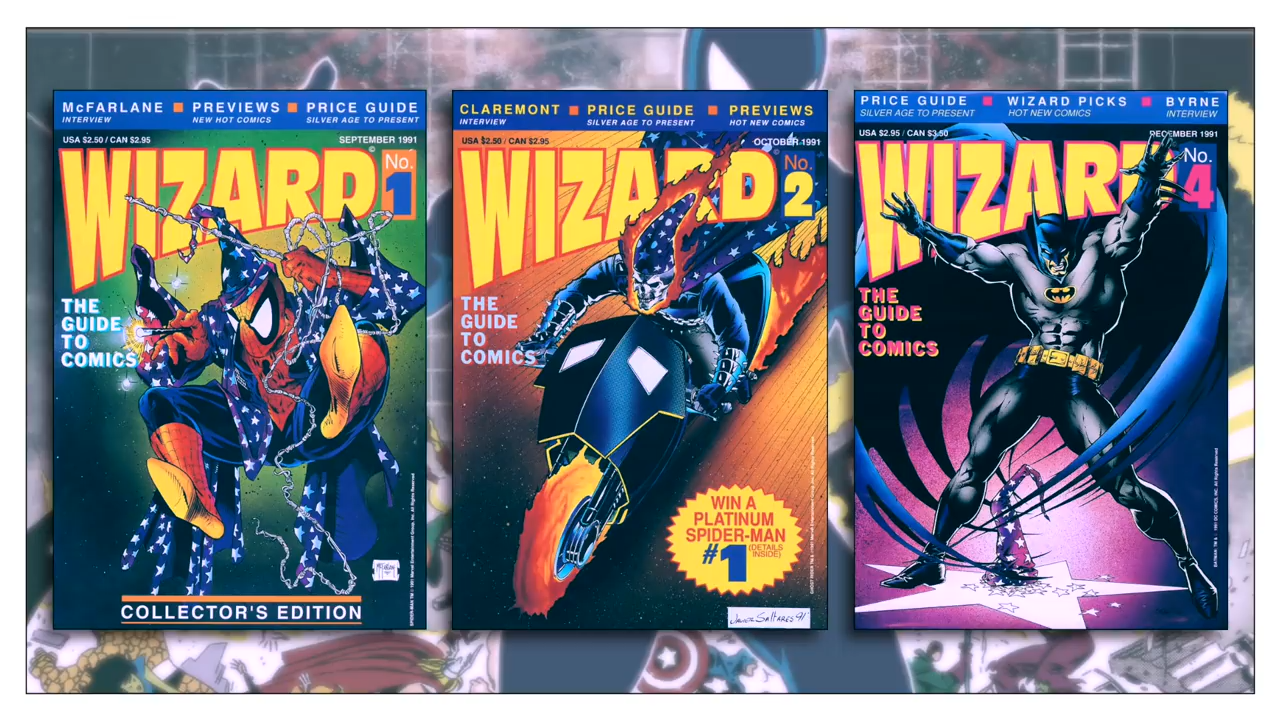 McFARLANE ■ PREVIEWS ■ PRICE GUIDE
INTERVIEW NEW HOT COMICS SILVER AGE TO PRESENT
USA $2.50 / CAN $2.95 SEPTEMBER 1991
WIZARD
No.
1
THE
GUIDE
TO
COMICS
COLLECTOR'S EDITION
CLAREMONT ■ PRICE GUIDE ■ PREVIEWS
INTERVIEW SILVER AGE TO PRESENT HOT NEW COMICS
USA $2.50 / CAN $2.95 OCTOBER 1991
WIZARD
No.
2
THE
GUIDE
TO
COMICS
WIN A
PLATINUM
SPIDER-MAN
#1 (DETAILS
INSIDE)
Javier Saltares 91'
PRICE GUIDE ■ WIZARD PICKS ■ BYRNE
SILVER AGE TO PRESENT HOT NEW COMICS INTERVIEW
USA $2.95 / CAN $3.50 DECEMBER 1991
WIZARD
No.
4
THE
GUIDE
TO
COMICS